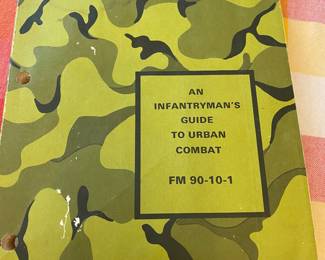 AN
INFANTRYMAN'S
GUIDE
TO URBAN
COMBAT
FM 90-10-1